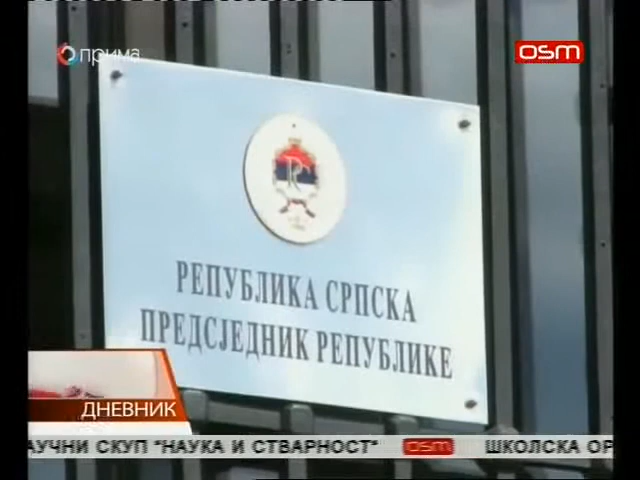 прима
OSM
РЕПУБЛИКА СРПСКА
ПРЕДСЈЕДНИК РЕПУБЛИКЕ
ДНЕВНИК
АУЧНИ СКУП "НАУКА И СТВАРНОСТ" OSM ШКОЛСКА ОР